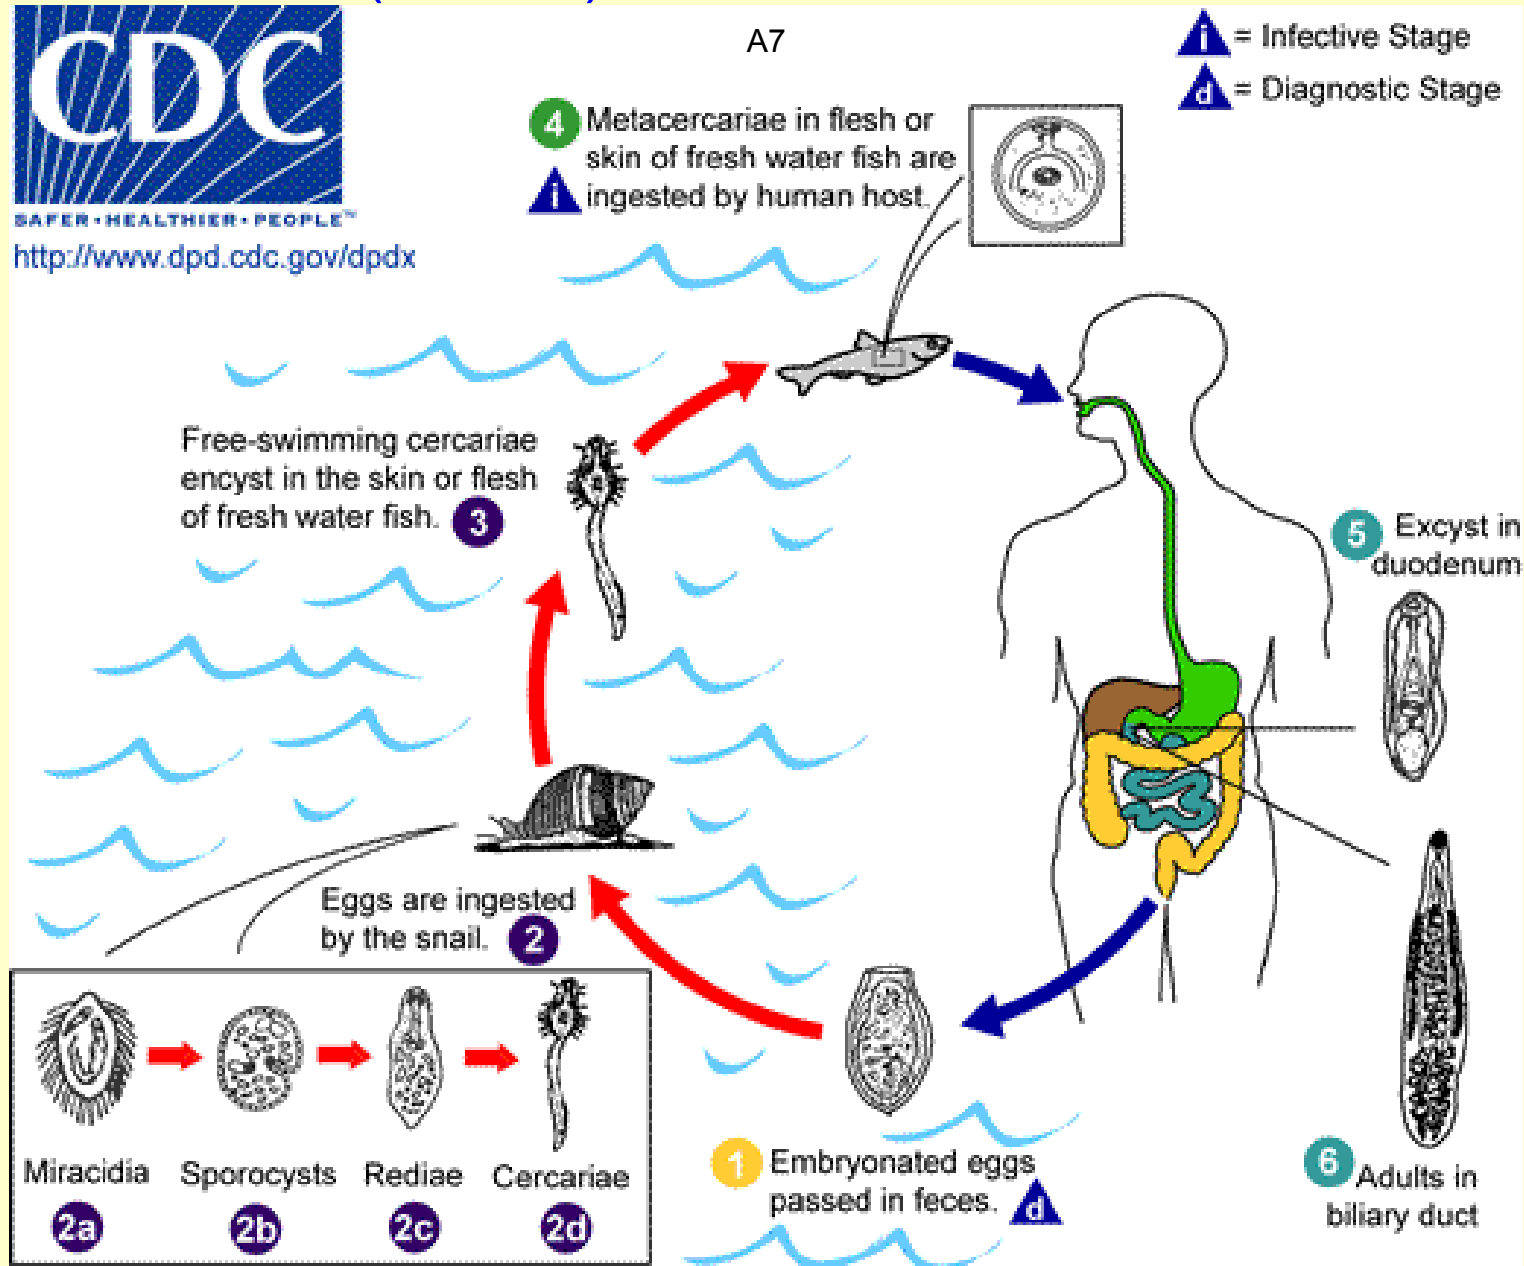 CDC
SAFER • HEALTHIER • PEOPLE™
http://www.dpd.cdc.gov/dpdx
A7
i = Infective Stage
d = Diagnostic Stage
4 Metacercariae in flesh or
skin of fresh water fish are
i ingested by human host.
Free-swimming cercariae
encyst in the skin or flesh
of fresh water fish. 3
5 Excyst in
duodenum
Eggs are ingested
by the snail. 2
Miracidia Sporocysts Rediae Cercariae
2a 2b 2c 2d
1 Embryonated eggs
passed in feces. d
6 Adults in
biliary duct